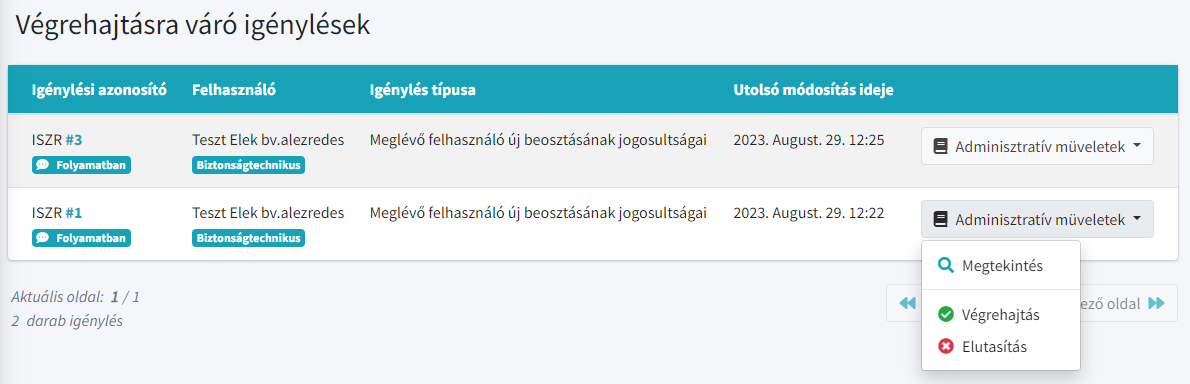 Végrehajtásra váró igénylések
Igénylési azonosító Felhasználó Igénylés típusa Utolsó módosítás ideje
ISZR #3 Teszt Elek bv.alezredes Meglévő felhasználó új beosztásának jogosultságai 2023. August. 29. 12:25 Adminisztratív müveletek
Folyamatban Biztonságtechnikus
ISZR #1 Teszt Elek bv.alezredes Meglévő felhasználó új beosztásának jogosultságai 2023. August. 29. 12:22 Adminisztratív müveletek
Folyamatban Biztonságtechnikus
Megtekintés
Aktuális oldal: 1 / 1
ező oldal
2 darab igénylés
Végrehajtás
Elutasítás